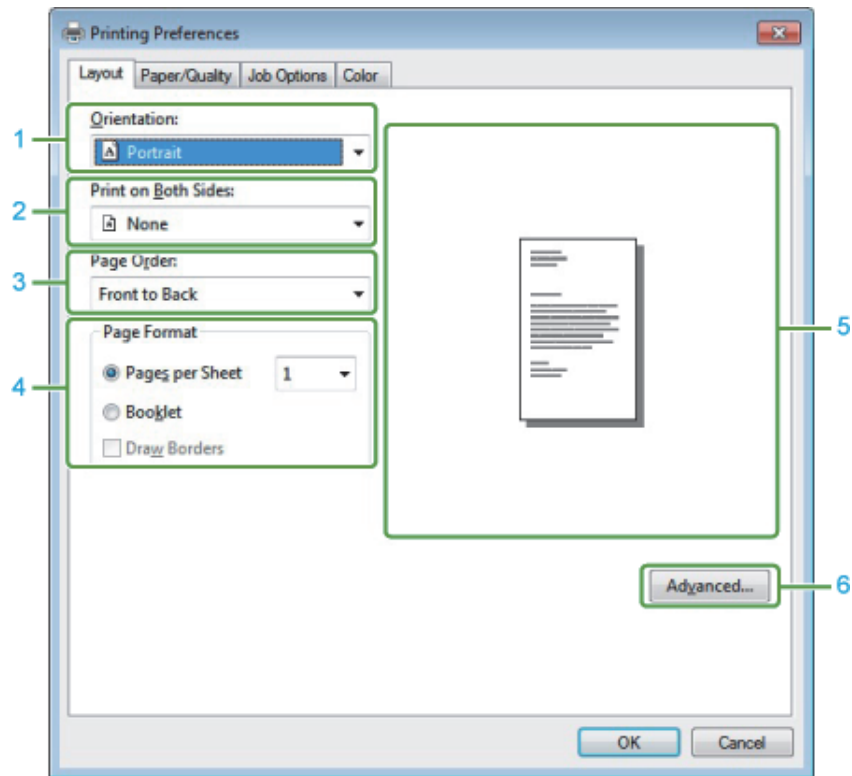 Printing Preferences
Layout Paper/Quality Job Options Color
1
Orientation:
Portrait
2
Print on Both Sides:
None
3
Page Order:
Front to Back
4
Page Format
Pages per Sheet 1
Booklet
Draw Borders
5
Advanced...
6
OK Cancel